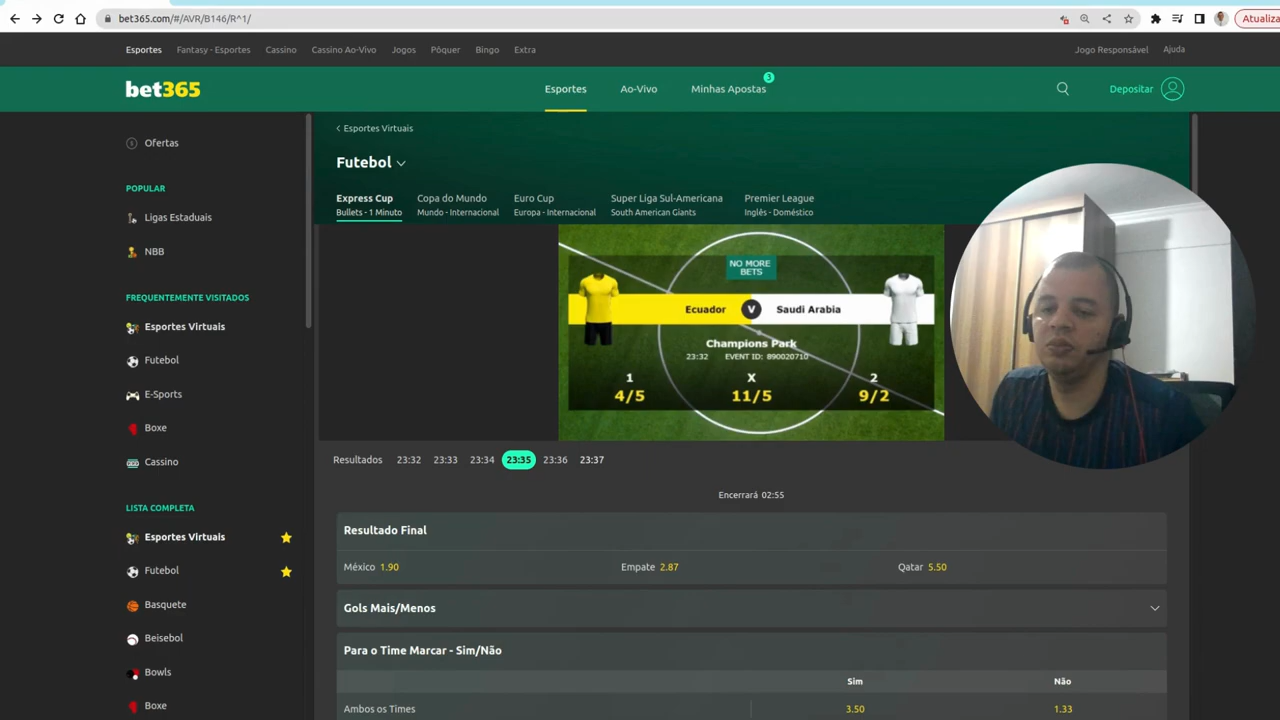 bet365.com/#/AVR/B146/R^1/
Atualiza
Esportes Fantasy - Esportes Cassino Cassino Ao-Vivo Jogos Pôquer Bingo Extra Jogo Responsável Ajuda
bet365 Esportes Ao-Vivo Minhas Apostas 3 Depositar
Ofertas
POPULAR
Ligas Estaduais
NBB
FREQUENTEMENTE VISITADOS
Esportes Virtuais
Futebol
E-Sports
Boxe
Cassino
LISTA COMPLETA
Esportes Virtuais
Futebol
Basquete
Beisebol
Bowls
Boxe
Esportes Virtuais
Futebol
Express Cup Copa do Mundo Euro Cup Super Liga Sul-Americana Premier League
Bullets - 1 Minuto Mundo - Internacional Europa - Internacional South American Giants Inglês - Doméstico
NO MORE
BETS
Ecuador V Saudi Arabia
Champions Park
23:32 EVENT ID: 890020710
1 X 2
4/5 11/5 9/2
Resultados 23:32 23:33 23:34 23:35 23:36 23:37
Encerrará 02:55
Resultado Final
México 1.90 Empate 2.87 Qatar 5.50
Gols Mais/Menos
Para o Time Marcar - Sim/Não
Sim Não
Ambos os Times 3.50 1.33